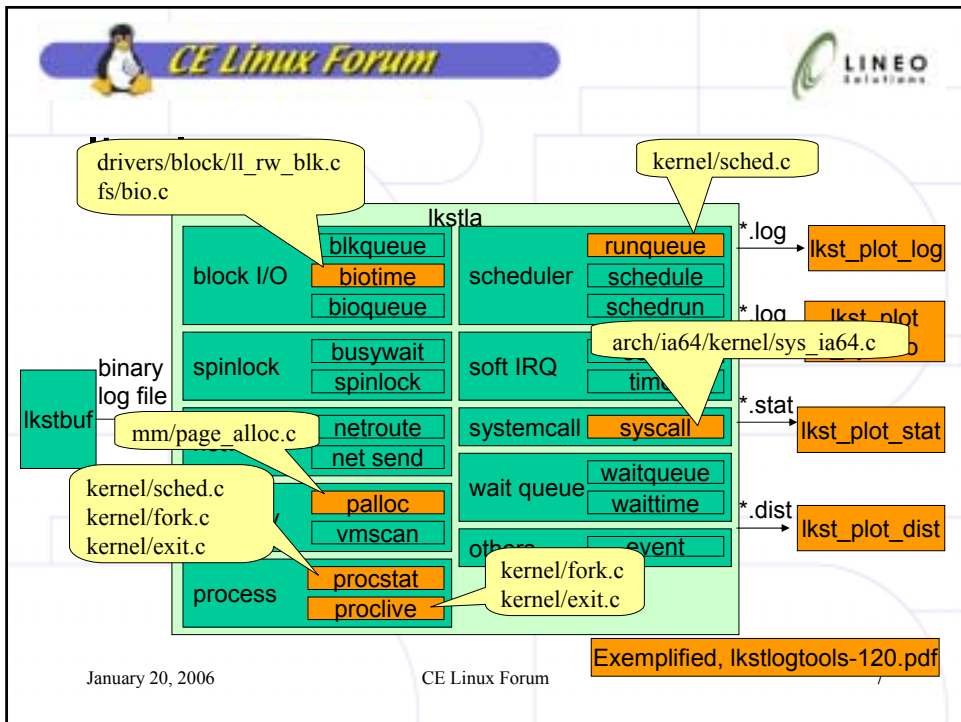 CE Linux Forum
LINEO
Solutions
drivers/block/ll_rw_blk.c
fs/bio.c
kernel/sched.c
lkstla
block I/O
blkqueue
biotime
bioqueue
scheduler
runqueue
schedule
schedrun
*.log
lkst_plot_log
spinlock
busywait
spinlock
soft IRQ
arch/ia64/kernel/sys_ia64.c
*.log
lkst_plot
binary
log file
lkstbuf
mm/page_alloc.c
netroute
net send
systemcall
syscall
*.stat
lkst_plot_stat
kernel/sched.c
kernel/fork.c
kernel/exit.c
palloc
vmscan
wait queue
waitqueue
waittime
*.dist
lkst_plot_dist
others
event
process
procstat
proclive
kernel/fork.c
kernel/exit.c
Exemplified, lkstlogtools-120.pdf
January 20, 2006
CE Linux Forum